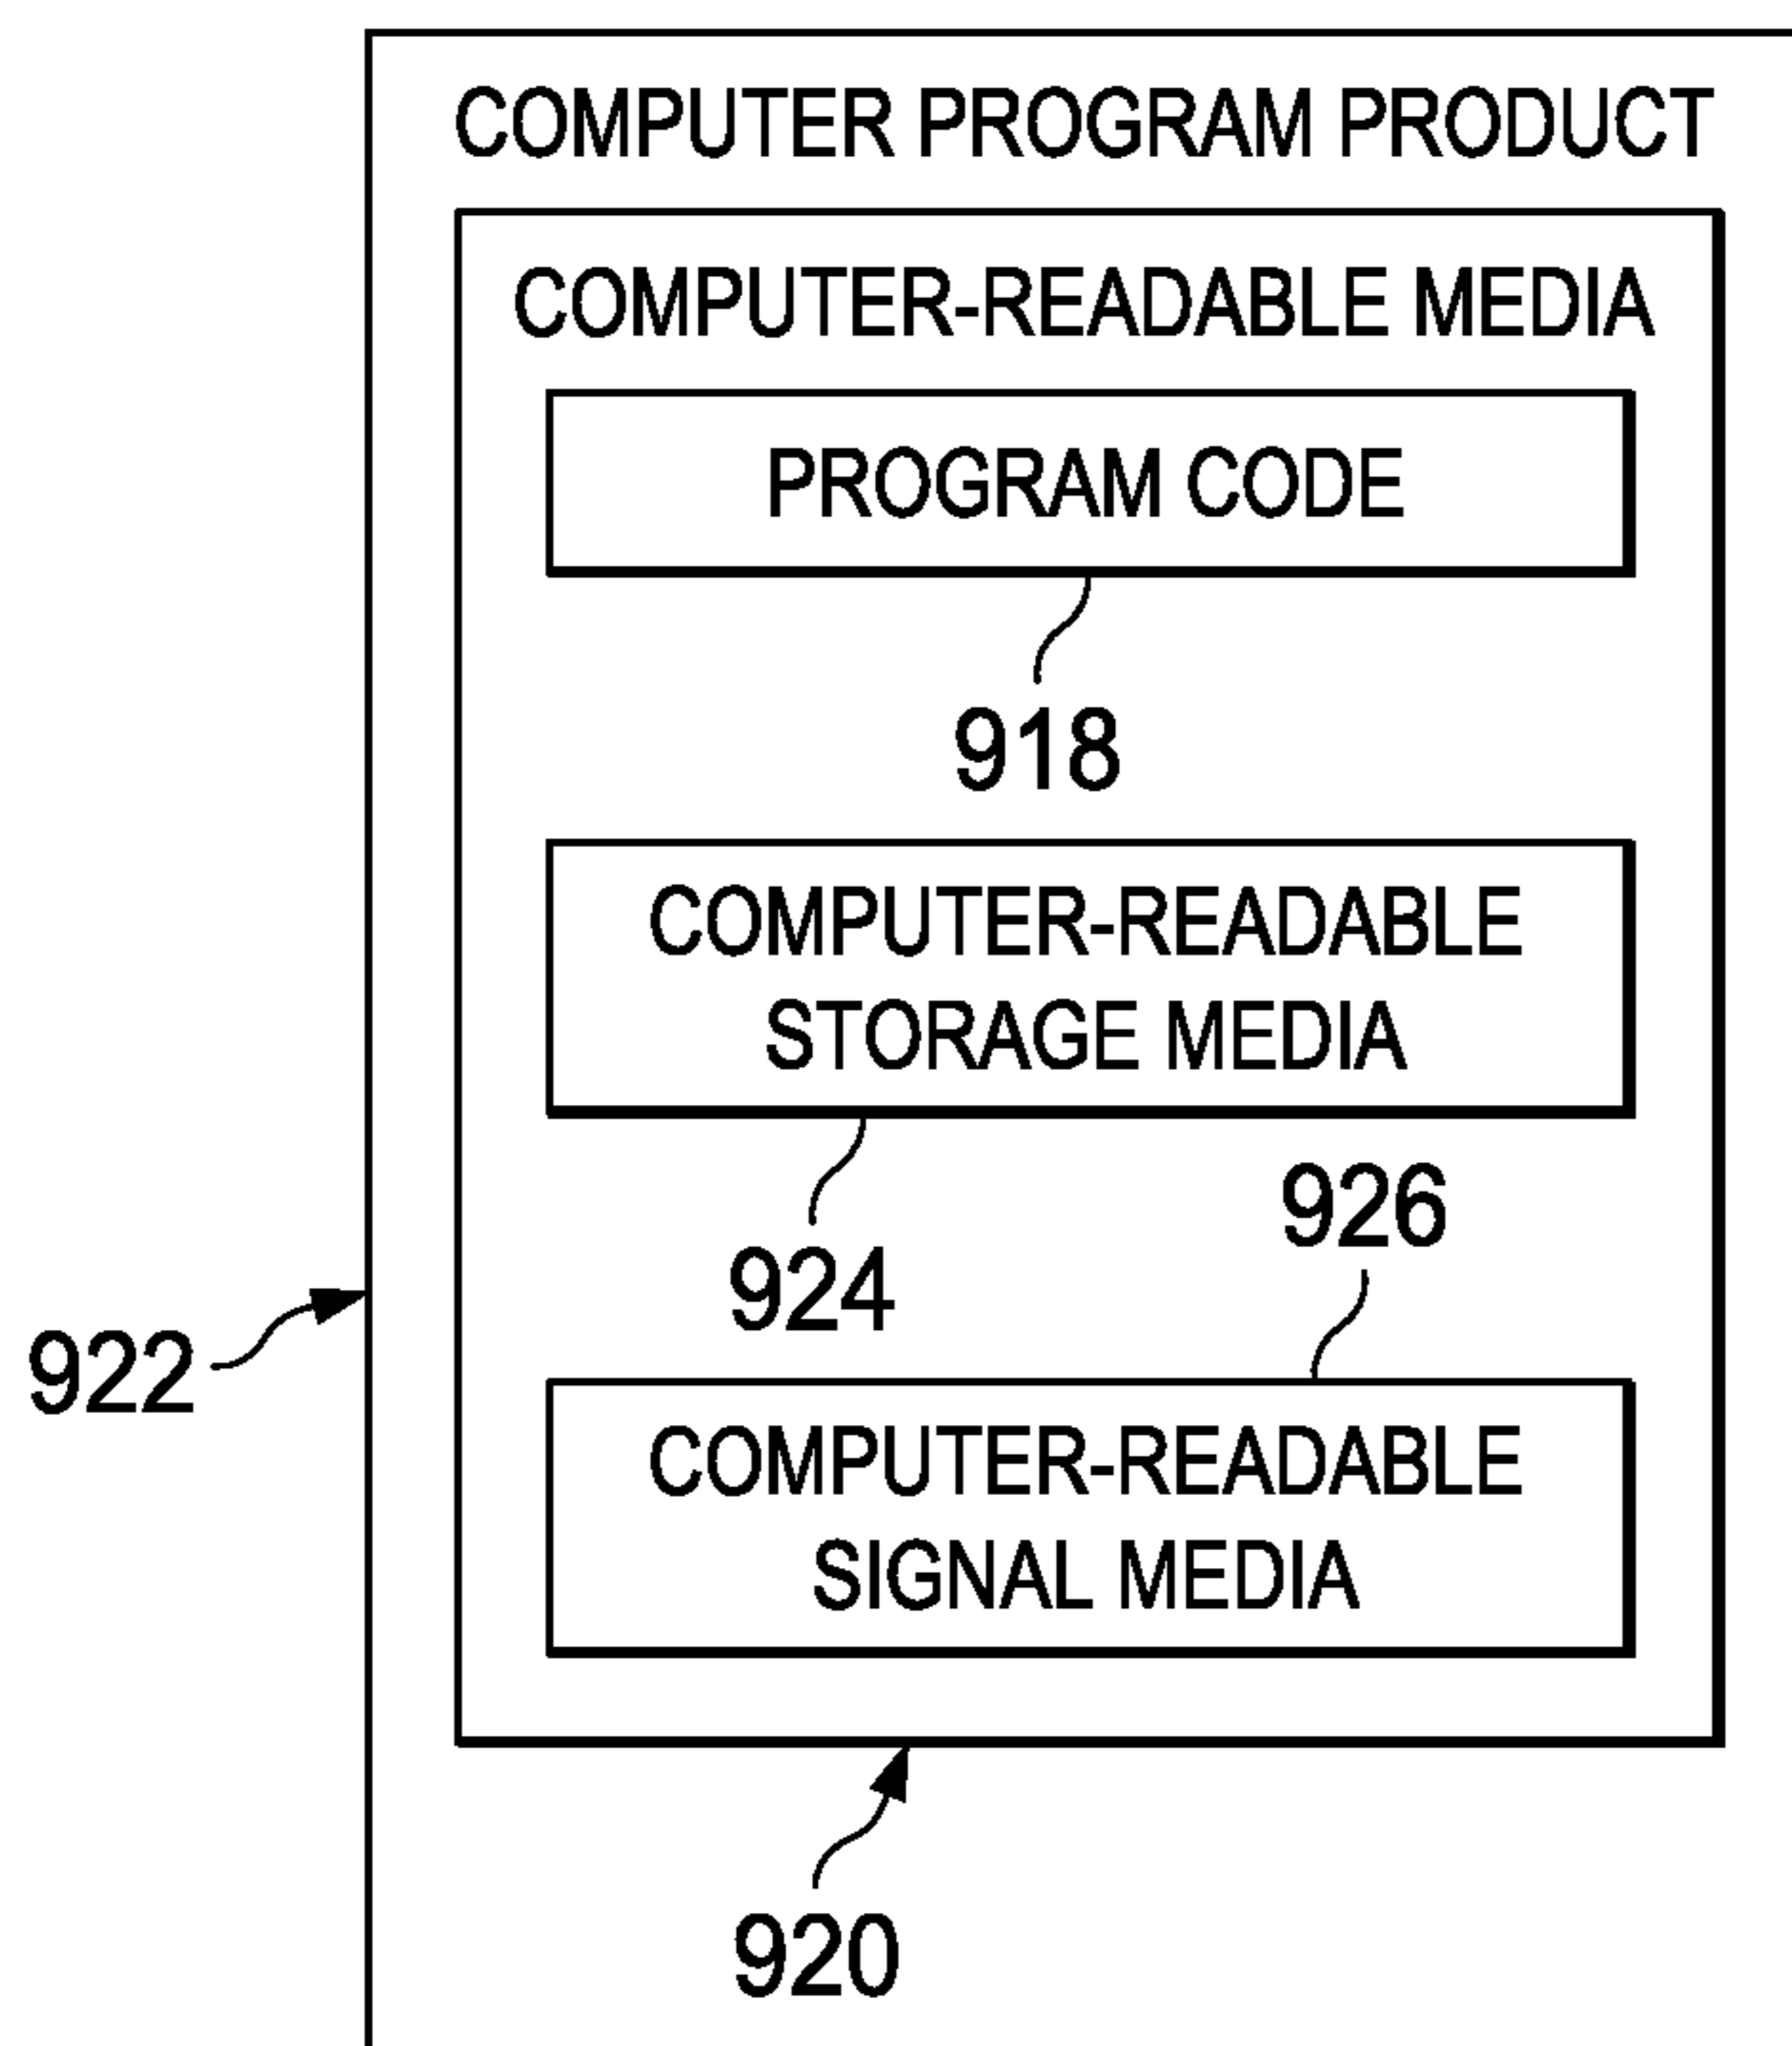 COMPUTER PROGRAM PRODUCT
COMPUTER-READABLE MEDIA
PROGRAM CODE
918
COMPUTER-READABLE
STORAGE MEDIA
924
926
922
COMPUTER-READABLE
SIGNAL MEDIA
920